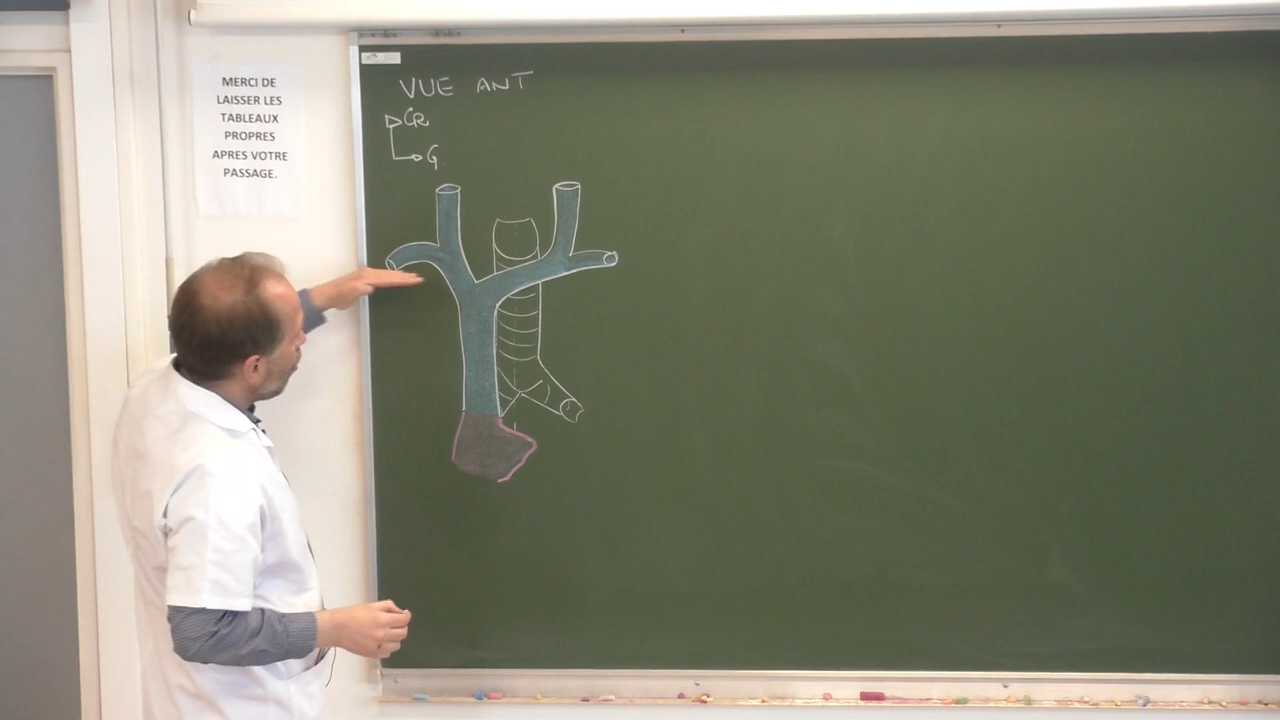 MERCI DE
LAISSER LES
TABLEAUX
PROPRES
APRES VOTRE
PASSAGE.
VUE ANT
CR
G